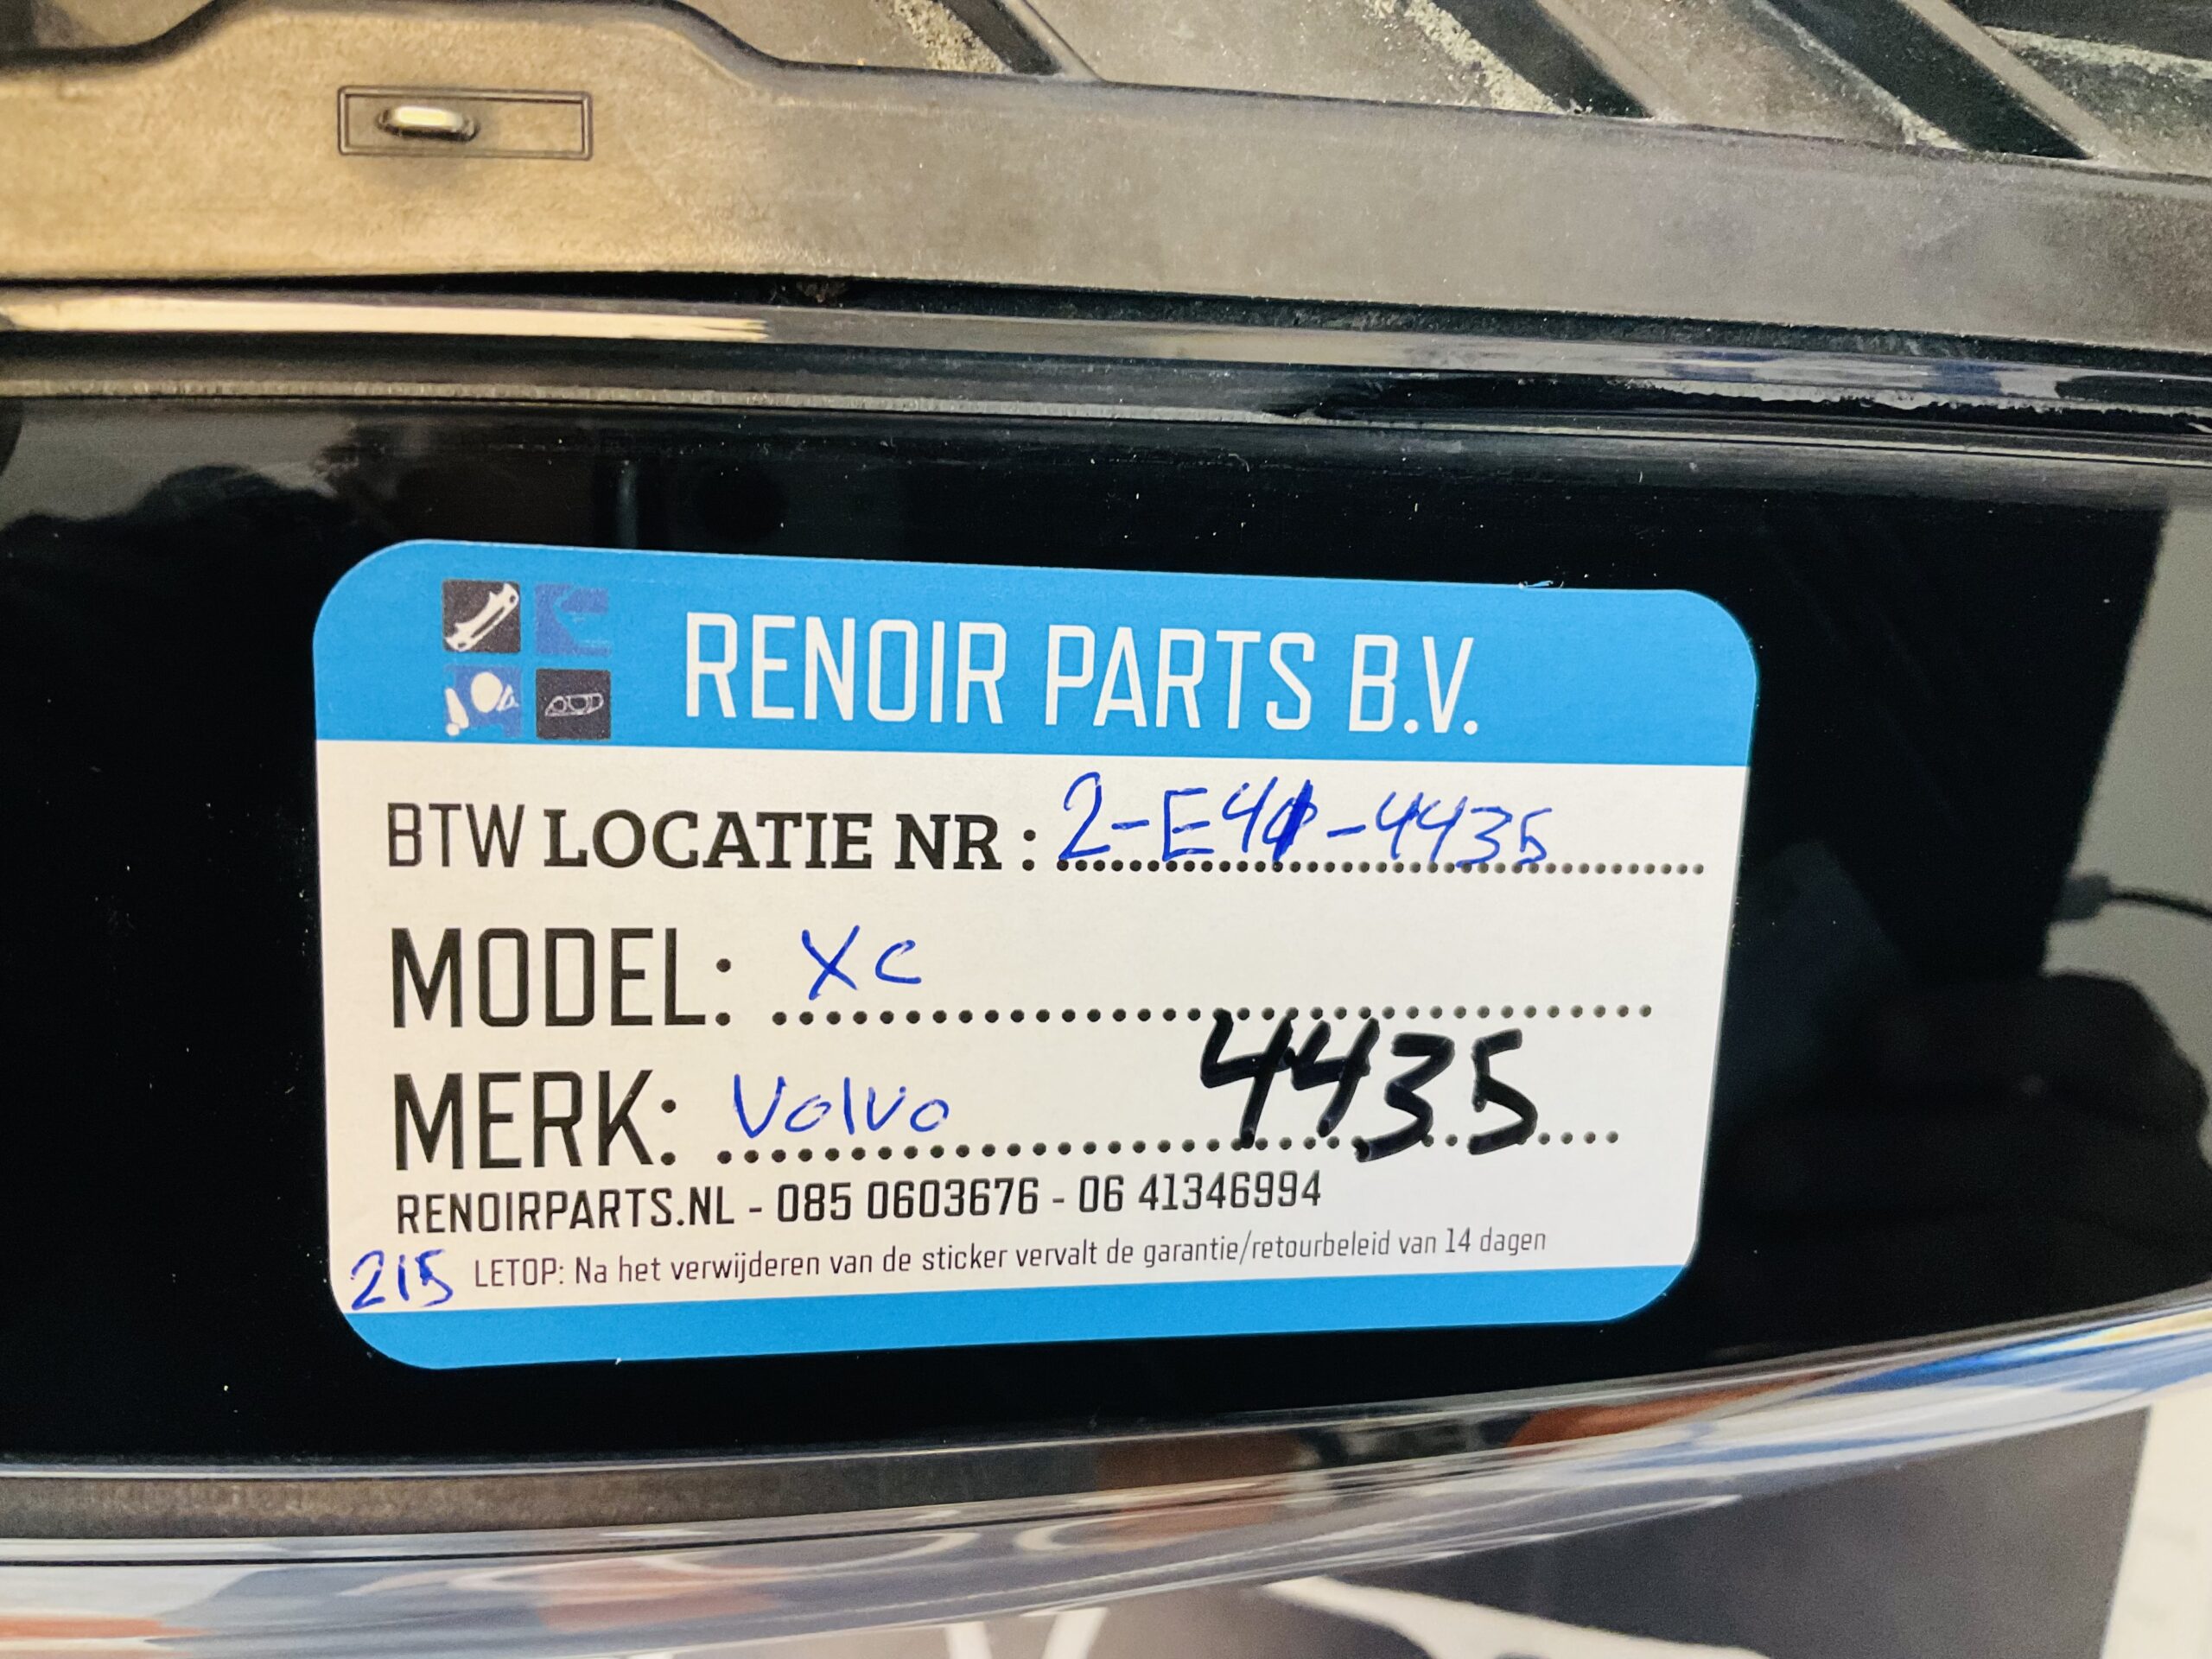 RENOIR PARTS B.V.
BTW LOCATIE NR : 2-E41-4435
MODEL: XC
4435
MERK: Volvo
RENOIRPARTS.NL - 085 0603676 - 06 41346994
215 LETOP: Na het verwijderen van de sticker vervalt de garantie/retourbeleid van 14 dagen